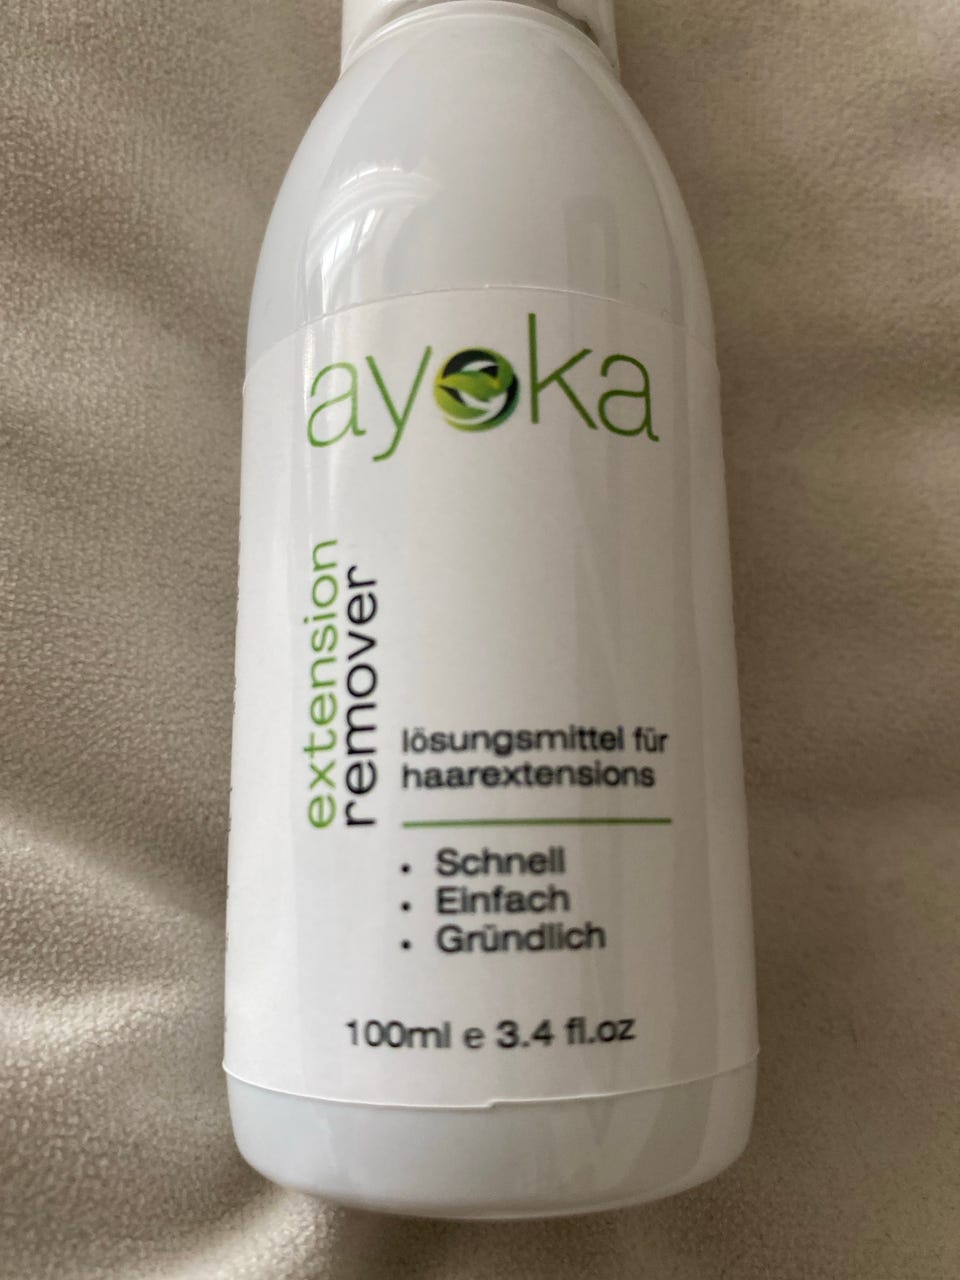 ayoka
extension
remover
lösungsmittel für
haarextensions
• Schnell
• Einfach
• Gründlich
100ml e 3.4 fl.oz